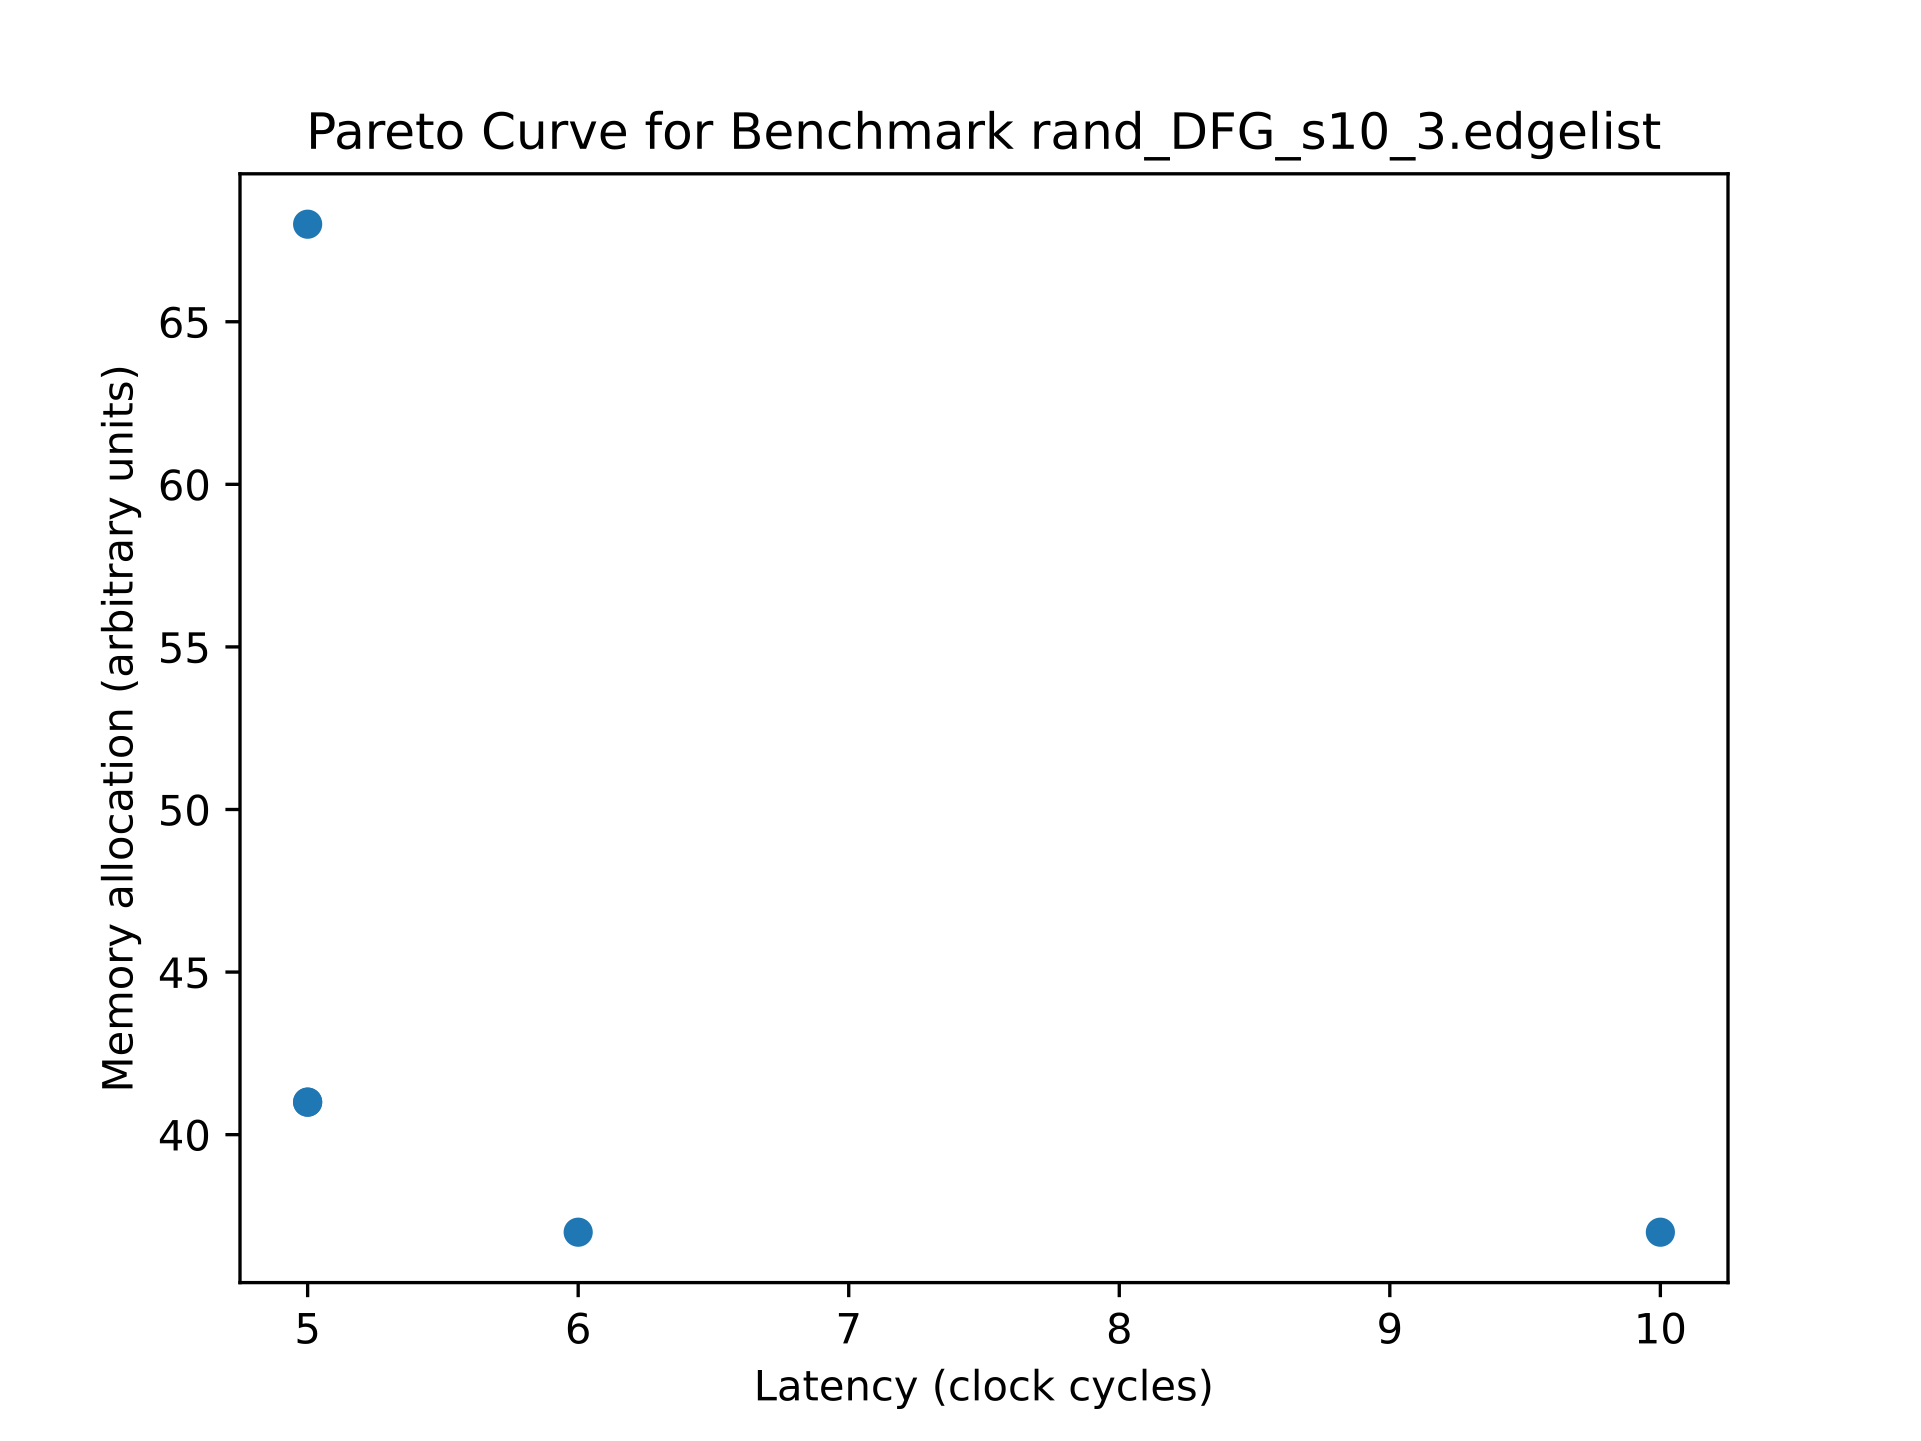 Pareto Curve for Benchmark rand_DFG_s10_3.edgelist
65
60
55
50
45
40
Memory allocation (arbitrary units)
5 6 7 8 9 10
Latency (clock cycles)